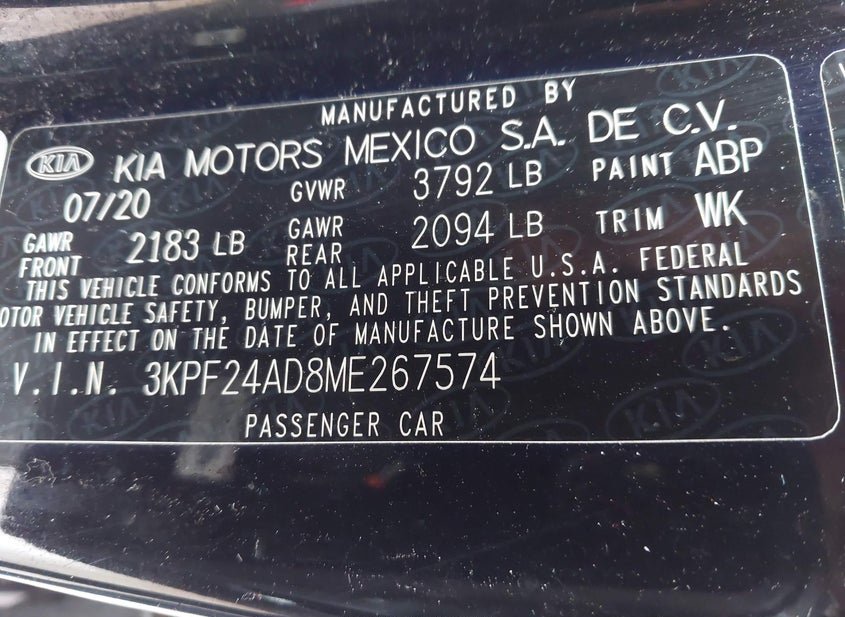 MANUFACTURED BY
KIA KIA MOTORS MEXICO S.A. DE C.V.
07/20 GVWR 3792 LB PAINT ABP
GAWR FRONT 2183 LB GAWR REAR 2094 LB TRIM WK
THIS VEHICLE CONFORMS TO ALL APPLICABLE U.S.A. FEDERAL
OTOR VEHICLE SAFETY, BUMPER, AND THEFT PREVENTION STANDARDS
IN EFFECT ON THE DATE OF MANUFACTURE SHOWN ABOVE.
V.I.N. 3KPF24AD8ME267574
PASSENGER CAR